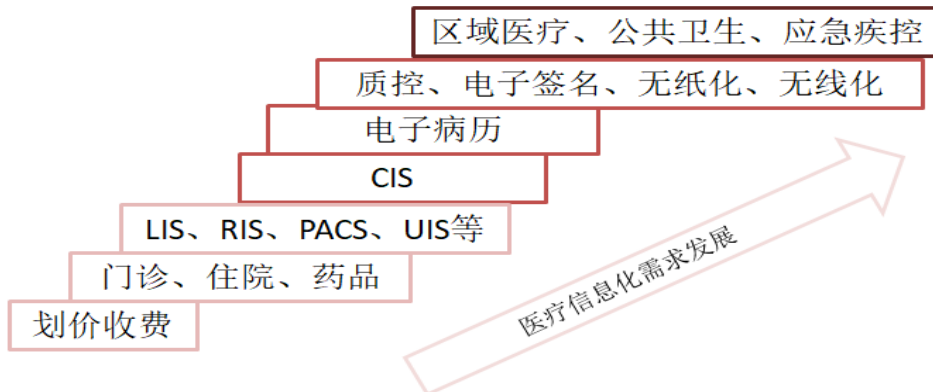 区域医疗、公共卫生、应急疾控
质控、电子签名、无纸化、无线化
电子病历
CIS
LIS、RIS、PACS、UIS等
门诊、住院、药品
划价收费
医疗信息化需求发展